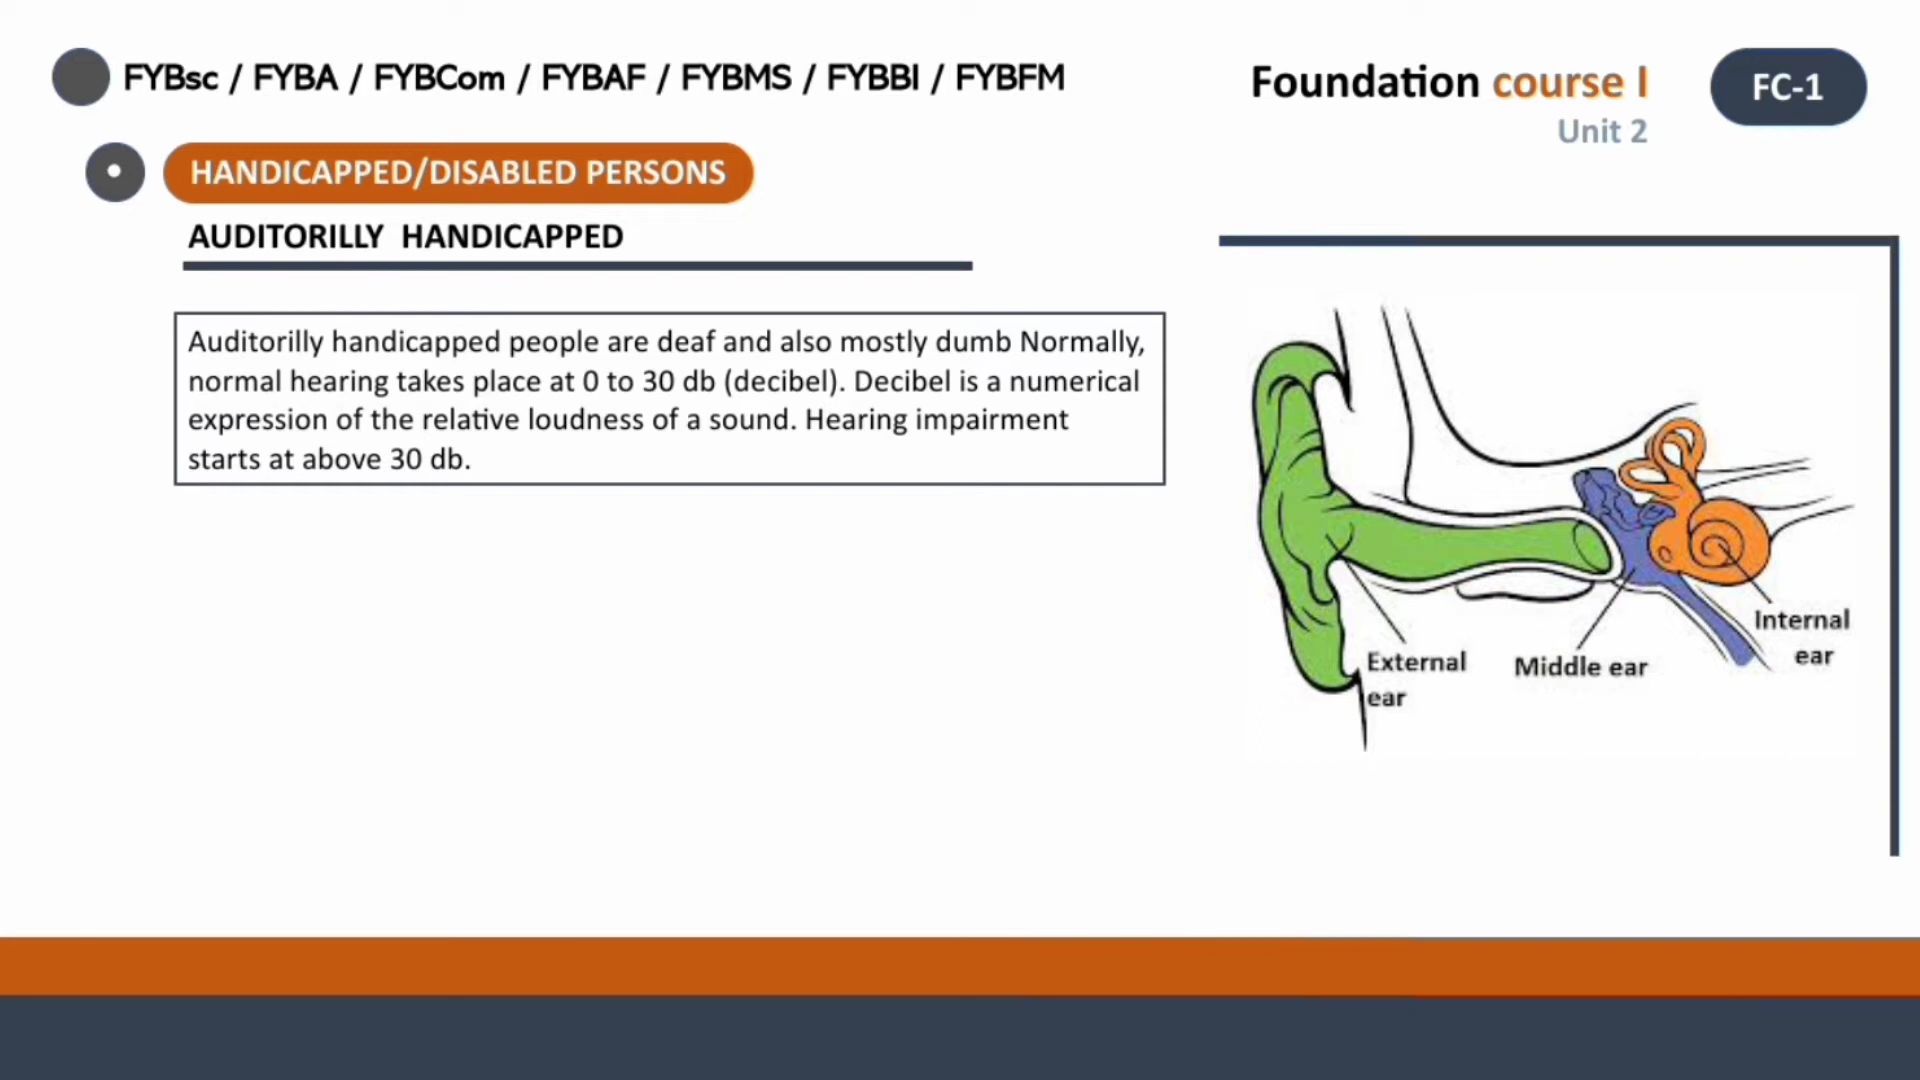 FYBsc / FYBA / FYBCom / FYBAF / FYBMS / FYBBI / FYBFM
Foundation course I
FC-1
Unit 2
HANDICAPPED/DISABLED PERSONS
AUDITORILLY HANDICAPPED
Auditorilly handicapped people are deaf and also mostly dumb Normally,
normal hearing takes place at 0 to 30 db (decibel). Decibel is a numerical
expression of the relative loudness of a sound. Hearing impairment
starts at above 30 db.
External
ear
Middle ear
Internal
ear